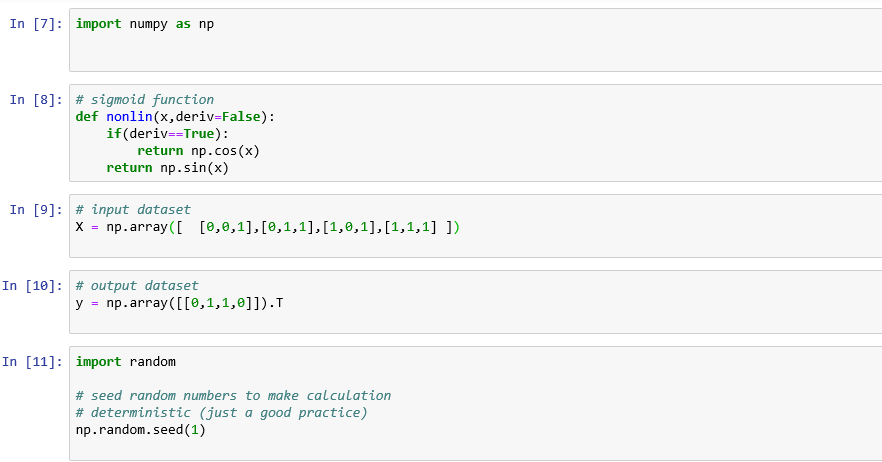 In [7]: import numpy as np
In [8]: # sigmoid function
def nonlin(x,deriv=False):
    if(deriv==True):
        return np.cos(x)
    return np.sin(x)
In [9]: # input dataset
X = np.array([  [0,0,1],[0,1,1],[1,0,1],[1,1,1] ])
In [10]: # output dataset
y = np.array([[0,1,1,0]]).T
In [11]: import random
# seed random numbers to make calculation
# deterministic (just a good practice)
np.random.seed(1)